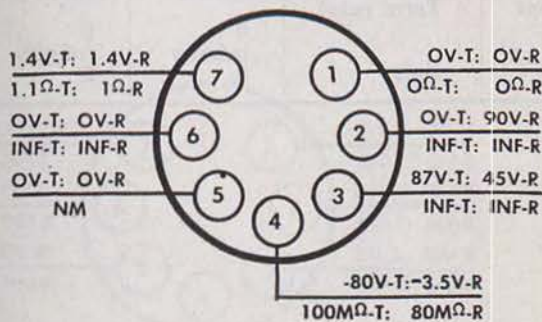 1.4V-T: 1.4V-R
1.1Ω-T: 1Ω-R
7
1
OV-T: OV-R
OΩ-T: OΩ-R
OV-T: OV-R
INF-T: INF-R
6
2
OV-T: 90V-R
INF-T: INF-R
OV-T: OV-R
NM
5
3
87V-T: 45V-R
INF-T: INF-R
4
-80V-T:-3.5V-R
100MΩ-T: 80MΩ-R